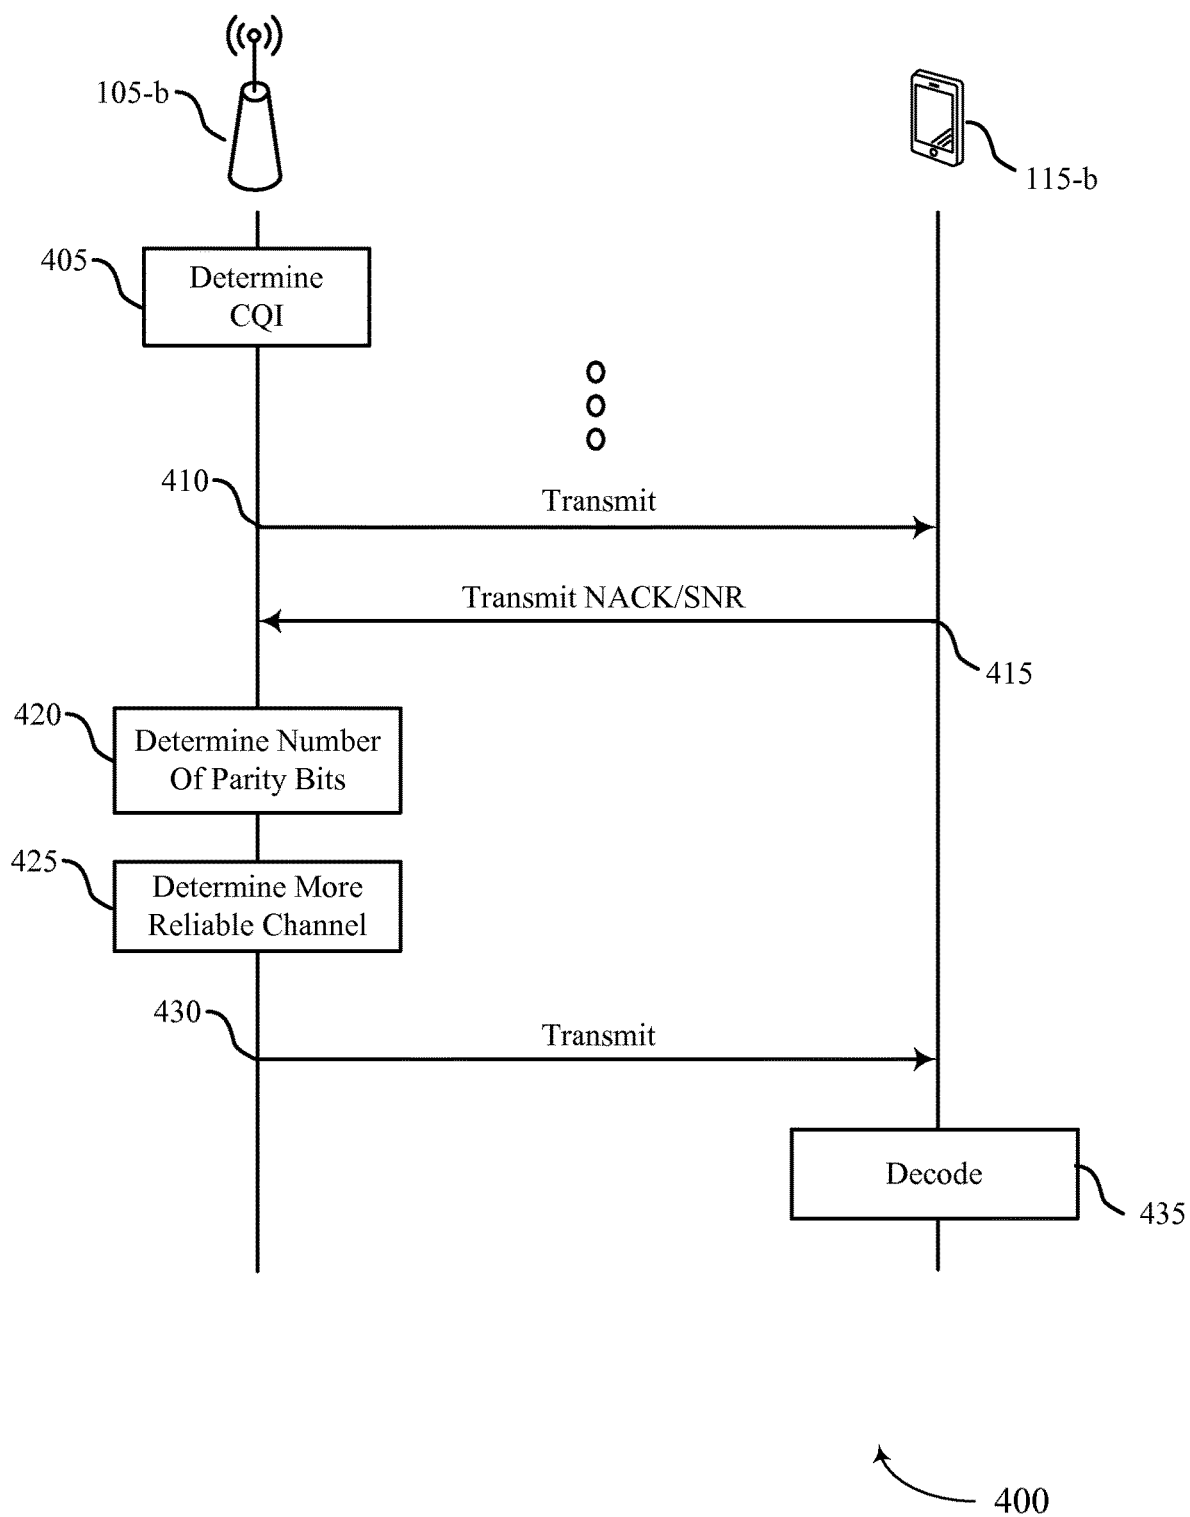 105-b
115-b
405
Determine
CQI
410
Transmit
Transmit NACK/SNR
415
420
Determine Number
Of Parity Bits
425
Determine More
Reliable Channel
430
Transmit
Decode
435
400